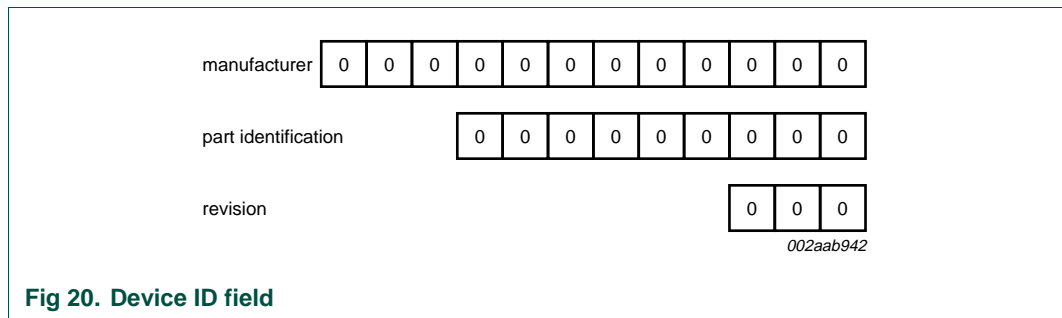 manufacturer 0 0 0 0 0 0 0 0 0 0 0 0
part identification 0 0 0 0 0 0 0 0 0
revision 0 0 0
002aab942
Fig 20. Device ID field